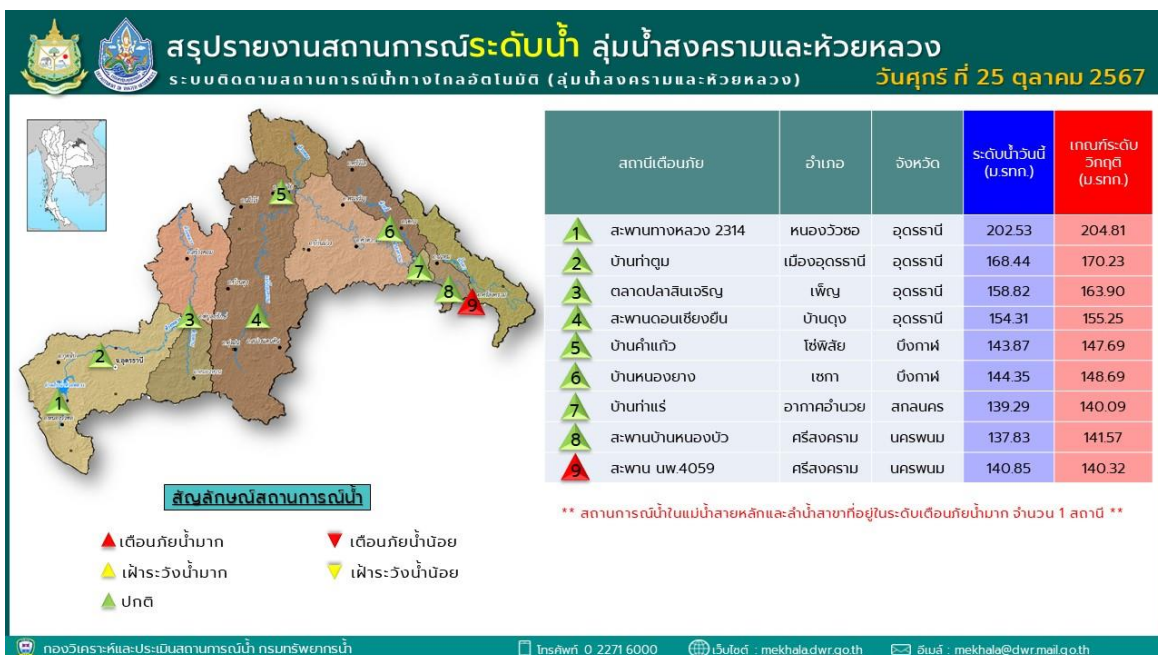 สรุปรายงานสถานการณ์ระดับน้ำ ลุ่มน้ำสงครามและห้วยหลวง
ระบบติดตามสถานการณ์น้ำทางไกลอัตโนมัติ (ลุ่มน้ำสงครามและห้วยหลวง)
วันศุกร์ ที่ 25 ตุลาคม 2567
สถานีเตือนภัย อำเภอ จังหวัด ระดับน้ำวันนี้ (ม.รทก.) เกณฑ์ระดับวิกฤติ (ม.รทก.)
1 สะพานทางหลวง 2314 หนองวัวซอ อุดรธานี 202.53 204.81
2 บ้านท่าตูม เมืองอุดรธานี อุดรธานี 168.44 170.23
3 ตลาดปลาสินเจริญ เพ็ญ อุดรธานี 158.82 163.90
4 สะพานดอนเชียงยืน บ้านดุง อุดรธานี 154.31 155.25
5 บ้านคำแก้ว โซ่พิสัย บึงกาฬ 143.87 147.69
6 บ้านหนองยาง เซกา บึงกาฬ 144.35 148.69
7 บ้านท่าแร่ อากาศอำนวย สกลนคร 139.29 140.09
8 สะพานบ้านหนองบัว ศรีสงคราม นครพนม 137.83 141.57
9 สะพาน นพ.4059 ศรีสงคราม นครพนม 140.85 140.32
** สถานการณ์น้ำในแม่น้ำสายหลักและลำน้ำสาขาที่อยู่ในระดับเตือนภัยน้ำมาก จำนวน 1 สถานี **
5
6
7
8
9
3
4
2
จ.อุดรธานี
1
สัญลักษณ์สถานการณ์น้ำ
เตือนภัยน้ำมาก
เตือนภัยน้ำน้อย
เฝ้าระวังน้ำมาก
เฝ้าระวังน้ำน้อย
ปกติ
กองวิเคราะห์และประเมินสถานการณ์น้ำ กรมทรัพยากรน้ำ
โทรศัพท์ 0 2271 6000
เว็บไซต์ : mekhala.dwr.go.th
อีเมล์ : mekhala@dwr.mail.go.th